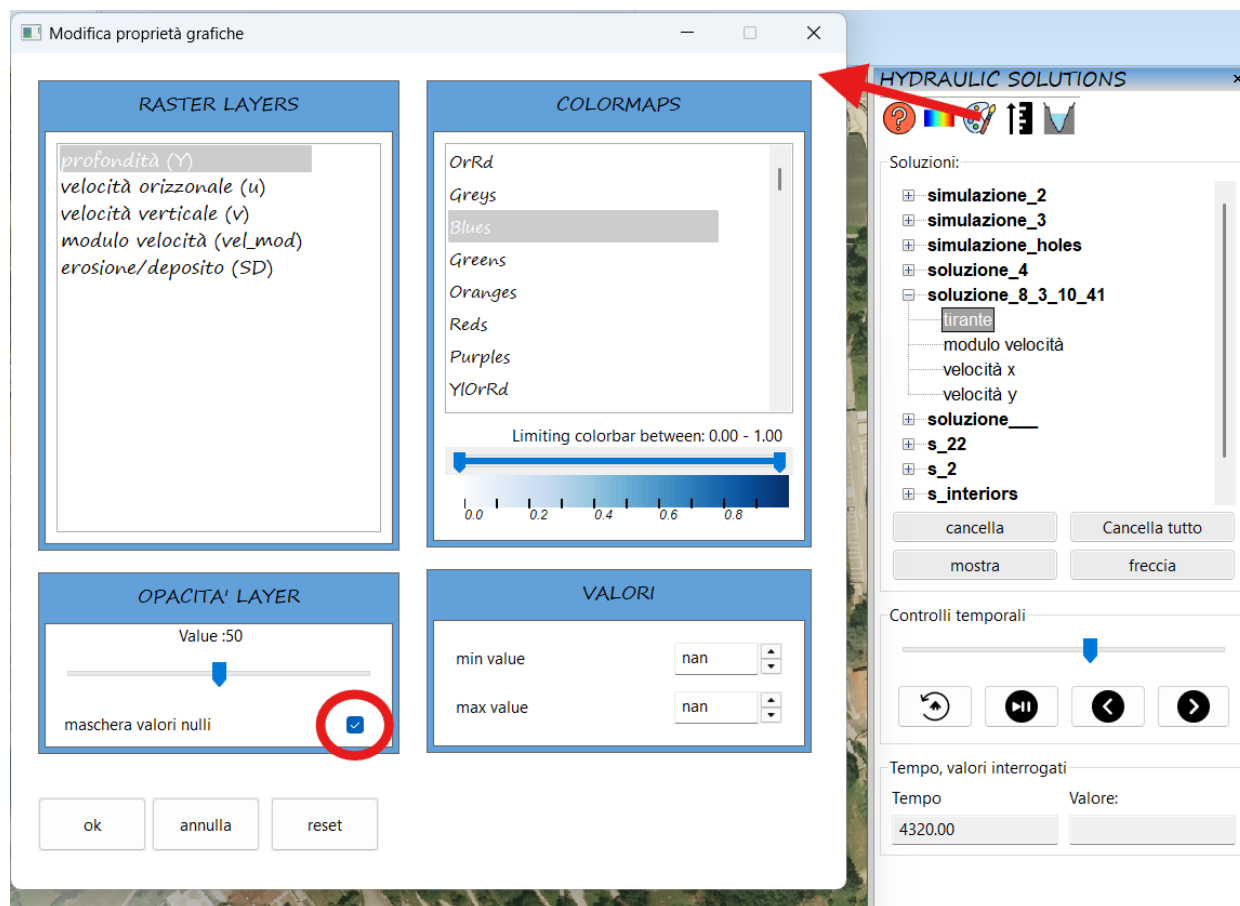 Modifica proprietà grafiche
RASTER LAYERS
profondità (Y)
velocità orizzonale (u)
velocità verticale (v)
modulo velocità (vel_mod)
erosione/deposito (SD)
COLORMAPS
OrRd
Greys
Blues
Greens
Oranges
Reds
Purples
YlOrRd
Limiting colorbar between: 0.00 - 1.00
0.0 0.2 0.4 0.6 0.8
OPACITA' LAYER
Value :50
maschera valori nulli
VALORI
min value nan
max value nan
ok annulla reset
HYDRAULIC SOLUTIONS
Soluzioni:
simulazione_2
simulazione_3
simulazione_holes
soluzione_4
soluzione_8_3_10_41
tirante
modulo velocità
velocità x
velocità y
soluzione___
s_22
s_2
s_interiors
cancella Cancella tutto
mostra freccia
Controlli temporali
Tempo, valori interrogati
Tempo Valore:
4320.00